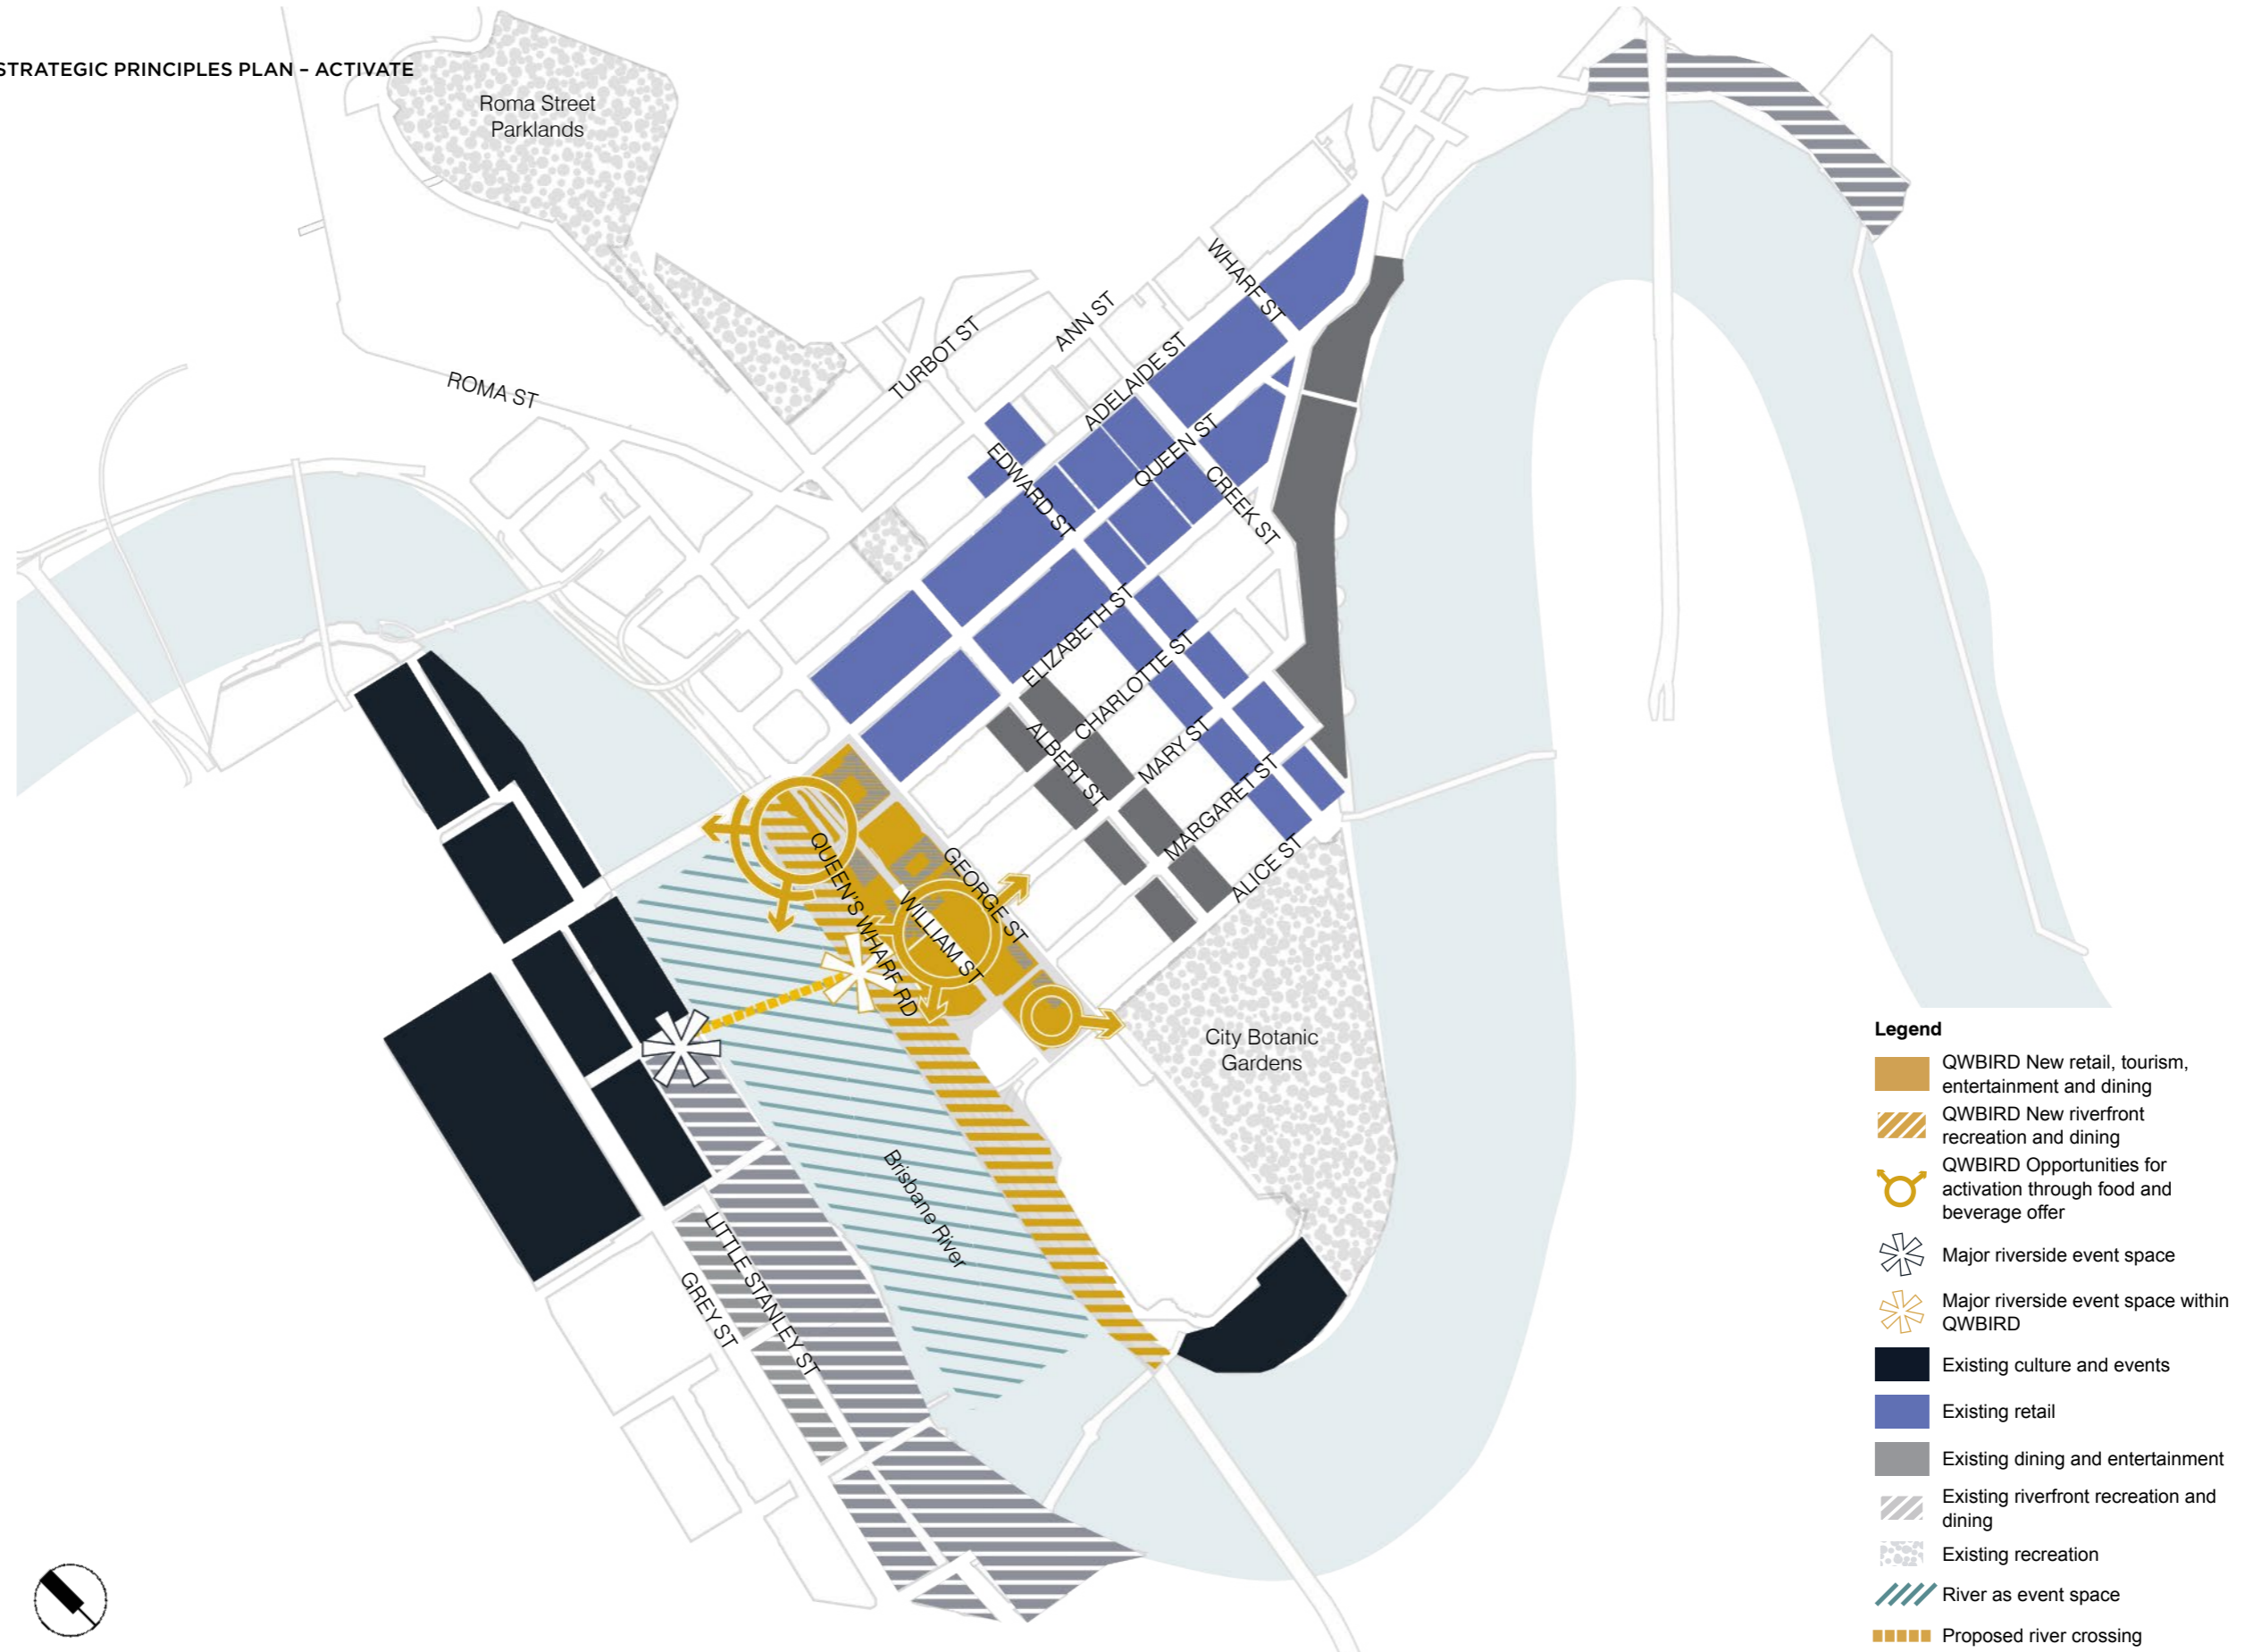 STRATEGIC PRINCIPLES PLAN – ACTIVATE
Roma Street
Parklands
WHARF ST
ANN ST
TURBOT ST
ADELAIDE ST
ROMA ST
QUEEN ST
EDWARD ST
CREEK ST
ELIZABETH ST
CHARLOTTE ST
ALBERT ST
MARY ST
MARGARET ST
ALICE ST
GEORGE ST
QUEEN'S WHARF RD
WILLIAM ST
City Botanic
Gardens
Brisbane River
LITTLE STANLEY ST
GREY ST
Legend
QWBIRD New retail, tourism,
entertainment and dining
QWBIRD New riverfront
recreation and dining
QWBIRD Opportunities for
activation through food and
beverage offer
Major riverside event space
Major riverside event space within
QWBIRD
Existing culture and events
Existing retail
Existing dining and entertainment
Existing riverfront recreation and
dining
Existing recreation
River as event space
Proposed river crossing